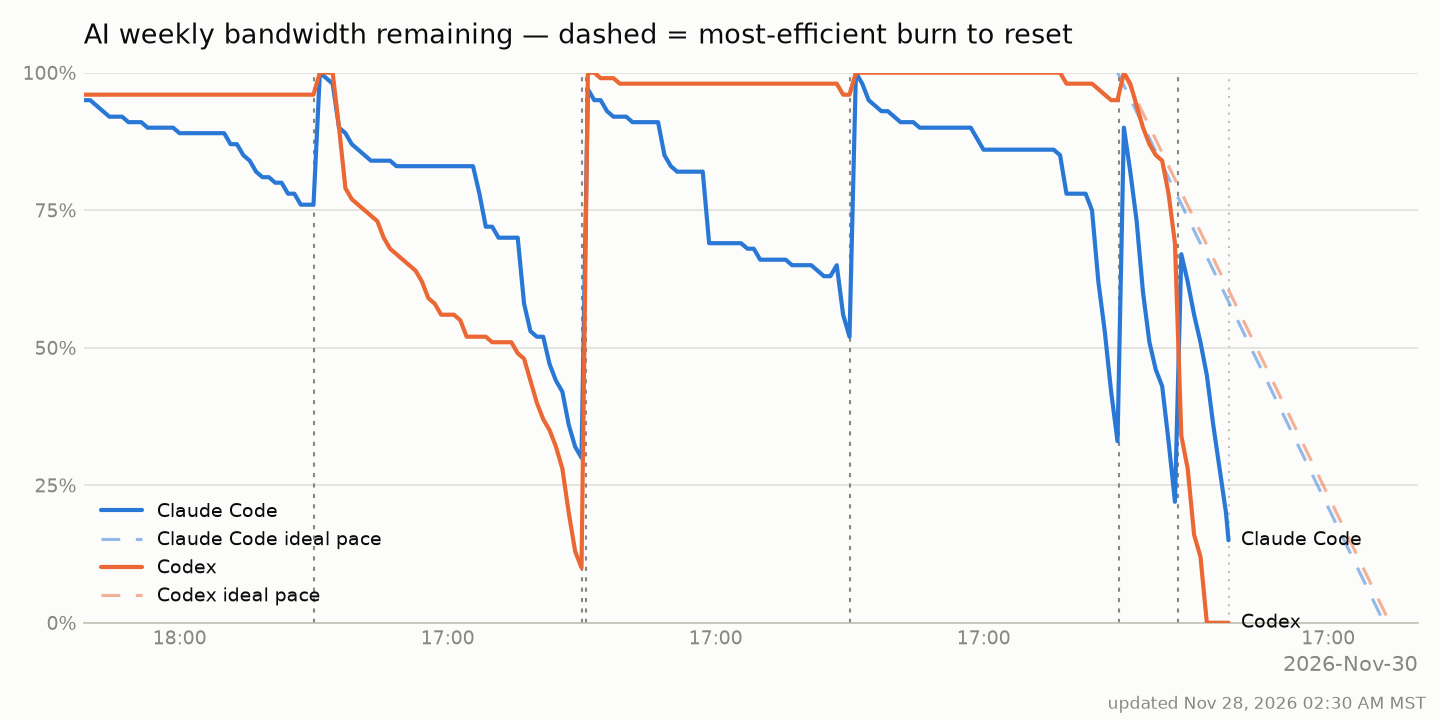 AI weekly bandwidth remaining — dashed = most-efficient burn to reset
100%
75%
50%
25%
0%
Claude Code
Claude Code ideal pace
Codex
Codex ideal pace
Claude Code
Codex
18:00
17:00
17:00
17:00
17:00
2026-Nov-30
updated Nov 28, 2026 02:30 AM MST